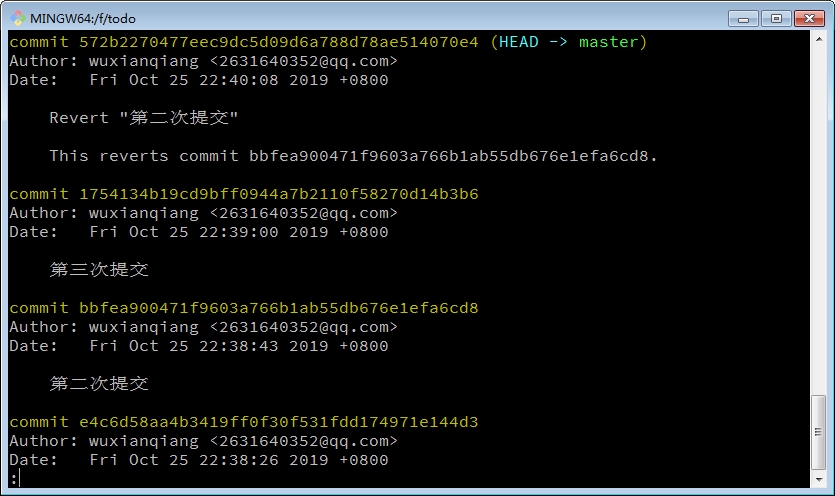 MINGW64:/f/todo
commit 572b2270477eec9dc5d09d6a788d78ae514070e4 (HEAD -> master)
Author: wuxianqiang <2631640352@qq.com>
Date:   Fri Oct 25 22:40:08 2019 +0800
Revert "第二次提交"
This reverts commit bbfea900471f9603a766b1ab55db676e1efa6cd8.
commit 1754134b19cd9bff0944a7b2110f58270d14b3b6
Author: wuxianqiang <2631640352@qq.com>
Date:   Fri Oct 25 22:39:00 2019 +0800
第三次提交
commit bbfea900471f9603a766b1ab55db676e1efa6cd8
Author: wuxianqiang <2631640352@qq.com>
Date:   Fri Oct 25 22:38:43 2019 +0800
第二次提交
commit e4c6d58aa4b3419ff0f30f531fdd174971e144d3
Author: wuxianqiang <2631640352@qq.com>
Date:   Fri Oct 25 22:38:26 2019 +0800
: